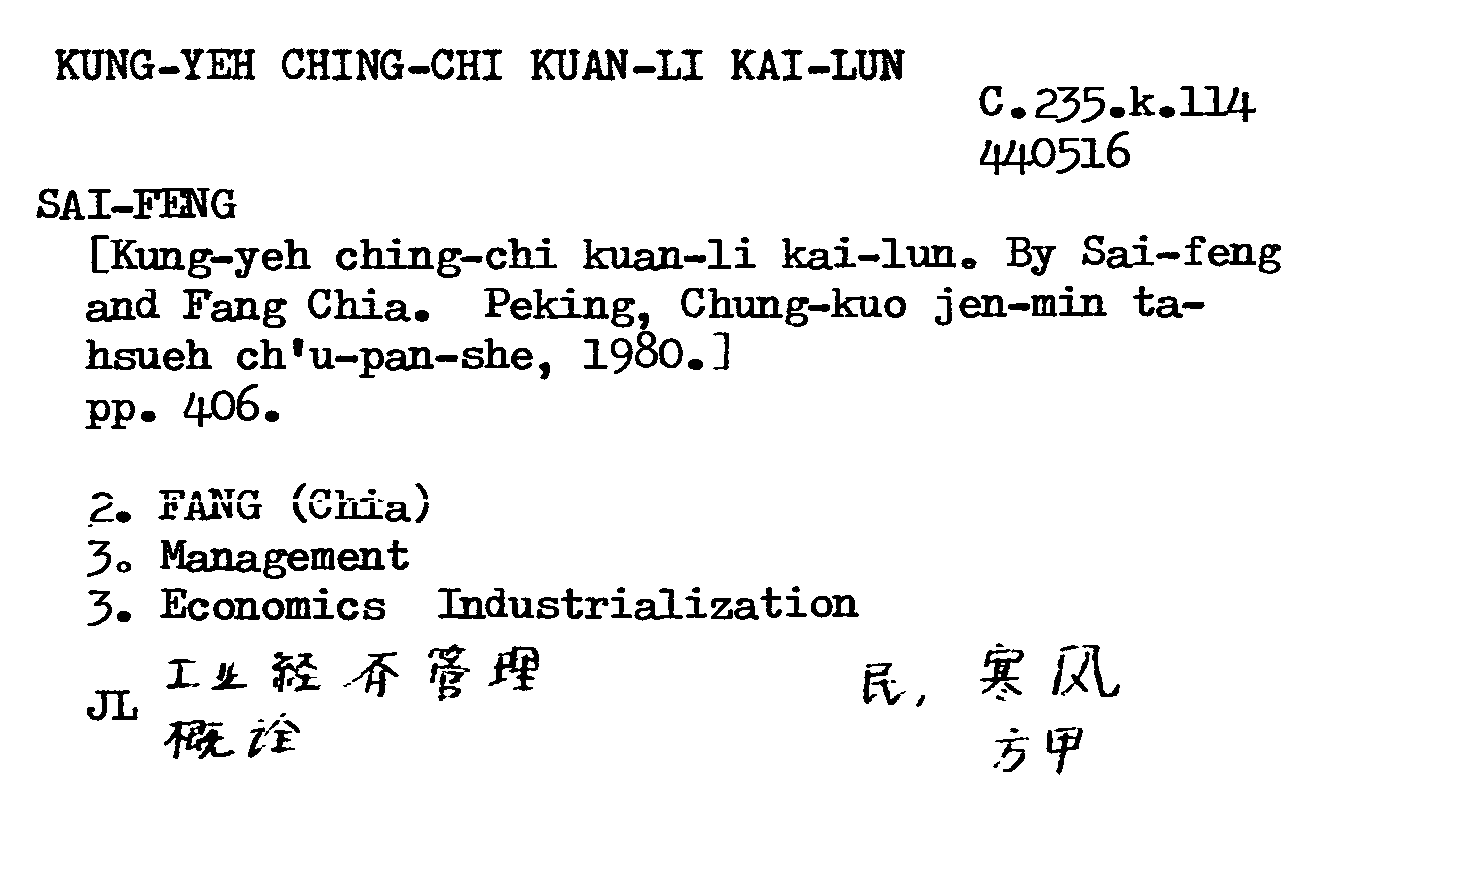 KUNG-YEH CHING-CHI KUAN-LI KAI-LUN
C.235.k.114
440516
SAI-FENG
[Kung-yeh ching-chi kuan-li kai-lun. By Sai-feng
and Fang Chia. Peking, Chung-kuo jen-min ta-
hsueh ch'u-pan-she, 1980.]
pp. 406.
2. FANG (Chia)
3. Management
3. Economics Industrialization
工业经济管理 民, 寒风
JL
概论 方甲